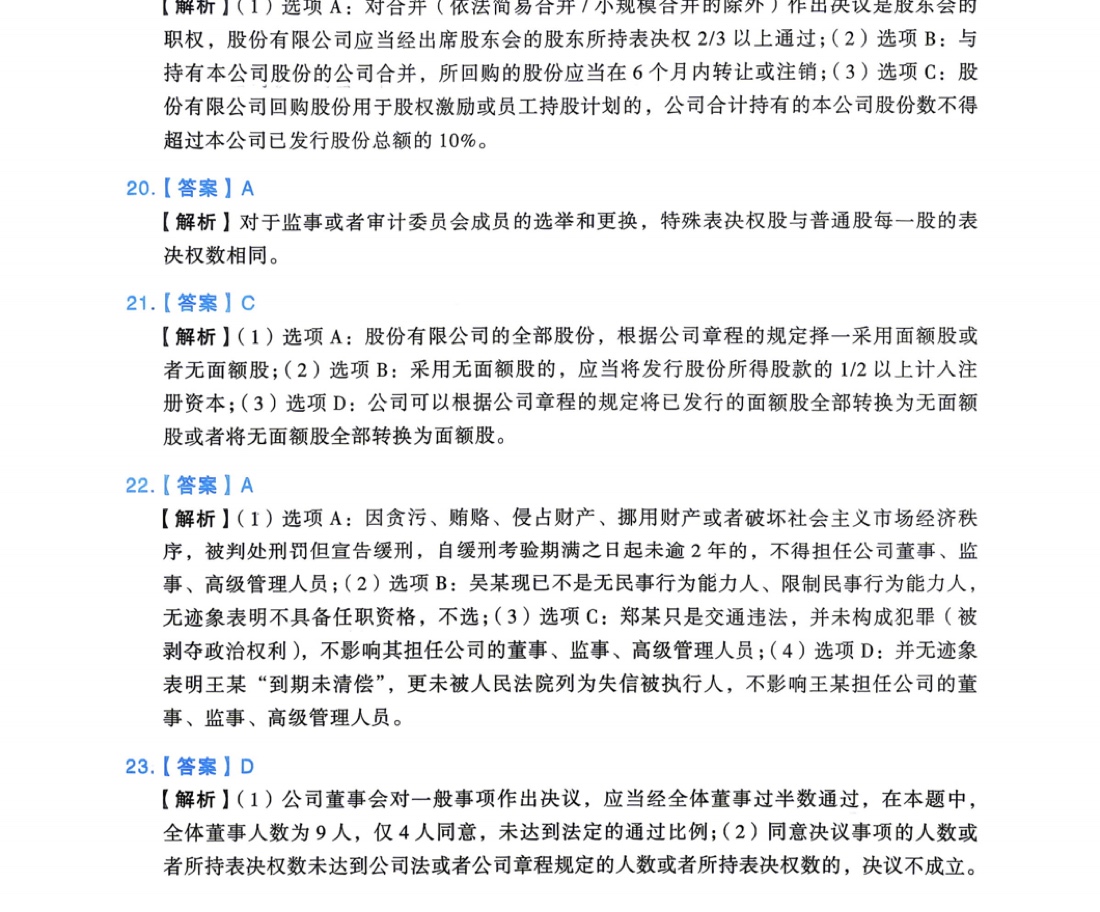 【解析】（1）选项 A：对合并（依法简易合并 / 小规模合并的除外）作出决议是股东会的
职权，股份有限公司应当经出席股东会的股东所持表决权 2/3 以上通过；（2）选项 B：与
持有本公司股份的公司合并，所回购的股份应当在 6 个月内转让或注销；（3）选项 C：股
份有限公司回购股份用于股权激励或员工持股计划的，公司合计持有的本公司股份数不得
超过本公司已发行股份总额的 10%。
20.【答案】A
【解析】对于监事或者审计委员会成员的选举和更换，特殊表决权股与普通股每一股的表
决权数相同。
21.【答案】C
【解析】（1）选项 A：股份有限公司的全部股份，根据公司章程的规定择一采用面额股或
者无面额股；（2）选项 B：采用无面额股的，应当将发行股份所得股款的 1/2 以上计入注
册资本；（3）选项 D：公司可以根据公司章程的规定将已发行的面额股全部转换为无面额
股或者将无面额股全部转换为面额股。
22.【答案】A
【解析】（1）选项 A：因贪污、贿赂、侵占财产、挪用财产或者破坏社会主义市场经济秩
序，被判处刑罚但宣告缓刑，自缓刑考验期满之日起未逾 2 年的，不得担任公司董事、监
事、高级管理人员；（2）选项 B：吴某现已不是无民事行为能力人、限制民事行为能力人，
无迹象表明不具备任职资格，不选；（3）选项 C：郑某只是交通违法，并未构成犯罪（被
剥夺政治权利），不影响其担任公司的董事、监事、高级管理人员；（4）选项 D：并无迹象
表明王某“到期未清偿”，更未被人民法院列为失信被执行人，不影响王某担任公司的董
事、监事、高级管理人员。
23.【答案】D
【解析】（1）公司董事会对一般事项作出决议，应当经全体董事过半数通过，在本题中，
全体董事人数为 9 人，仅 4 人同意，未达到法定的通过比例；（2）同意决议事项的人数或
者所持表决权数未达到公司法或者公司章程规定的人数或者所持表决权数的，决议不成立。